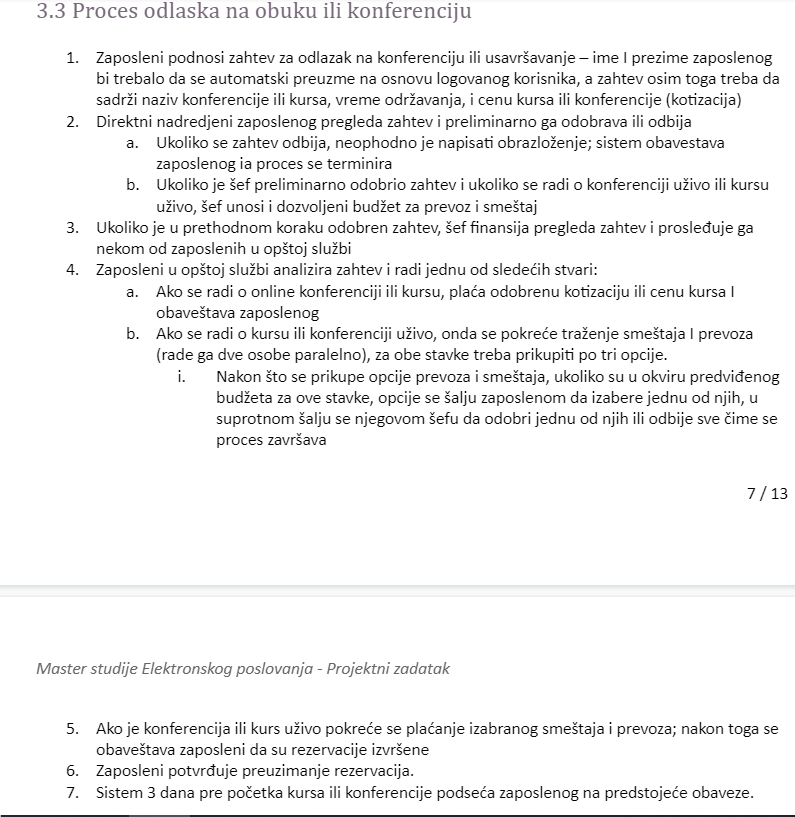 3.3 Proces odlaska na obuku ili konferenciju
1. Zaposleni podnosi zahtev za odlazak na konferenciju ili usavršavanje – ime I prezime zaposlenog
bi trebalo da se automatski preuzme na osnovu logovanog korisnika, a zahtev osim toga treba da
sadrži naziv konferencije ili kursa, vreme održavanja, i cenu kursa ili konferencije (kotizacija)
2. Direktni nadredjeni zaposlenog pregleda zahtev i preliminarno ga odobrava ili odbija
a. Ukoliko se zahtev odbija, neophodno je napisati obrazloženje; sistem obavestava
zaposlenog ia proces se terminira
b. Ukoliko je šef preliminarno odobrio zahtev i ukoliko se radi o konferenciji uživo ili kursu
uživo, šef unosi i dozvoljeni budžet za prevoz i smeštaj
3. Ukoliko je u prethodnom koraku odobren zahtev, šef finansija pregleda zahtev i prosleđuje ga
nekom od zaposlenih u opštoj službi
4. Zaposleni u opštoj službi analizira zahtev i radi jednu od sledećih stvari:
a. Ako se radi o online konferenciji ili kursu, plaća odobrenu kotizaciju ili cenu kursa I
obaveštava zaposlenog
b. Ako se radi o kursu ili konferenciji uživo, onda se pokreće traženje smeštaja I prevoza
(rade ga dve osobe paralelno), za obe stavke treba prikupiti po tri opcije.
i. Nakon što se prikupe opcije prevoza i smeštaja, ukoliko su u okviru predviđenog
budžeta za ove stavke, opcije se šalju zaposlenom da izabere jednu od njih, u
suprotnom šalju se njegovom šefu da odobri jednu od njih ili odbije sve čime se
proces završava
7 / 13
Master studije Elektronskog poslovanja - Projektni zadatak
5. Ako je konferencija ili kurs uživo pokreće se plaćanje izabranog smeštaja i prevoza; nakon toga se
obaveštava zaposleni da su rezervacije izvršene
6. Zaposleni potvrđuje preuzimanje rezervacija.
7. Sistem 3 dana pre početka kursa ili konferencije podseća zaposlenog na predstojeće obaveze.